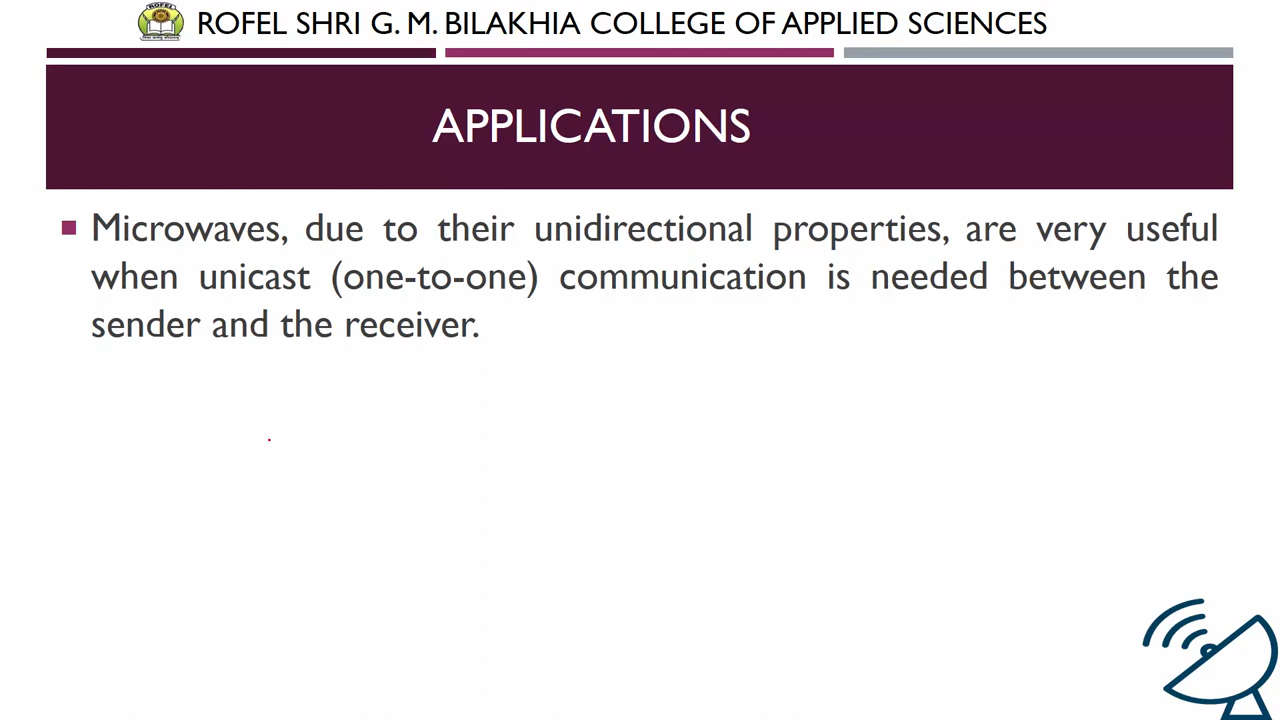 ROFEL
ROFEL SHRI G. M. BILAKHIA COLLEGE OF APPLIED SCIENCES
APPLICATIONS
Microwaves, due to their unidirectional properties, are very useful
when unicast (one-to-one) communication is needed between the
sender and the receiver.